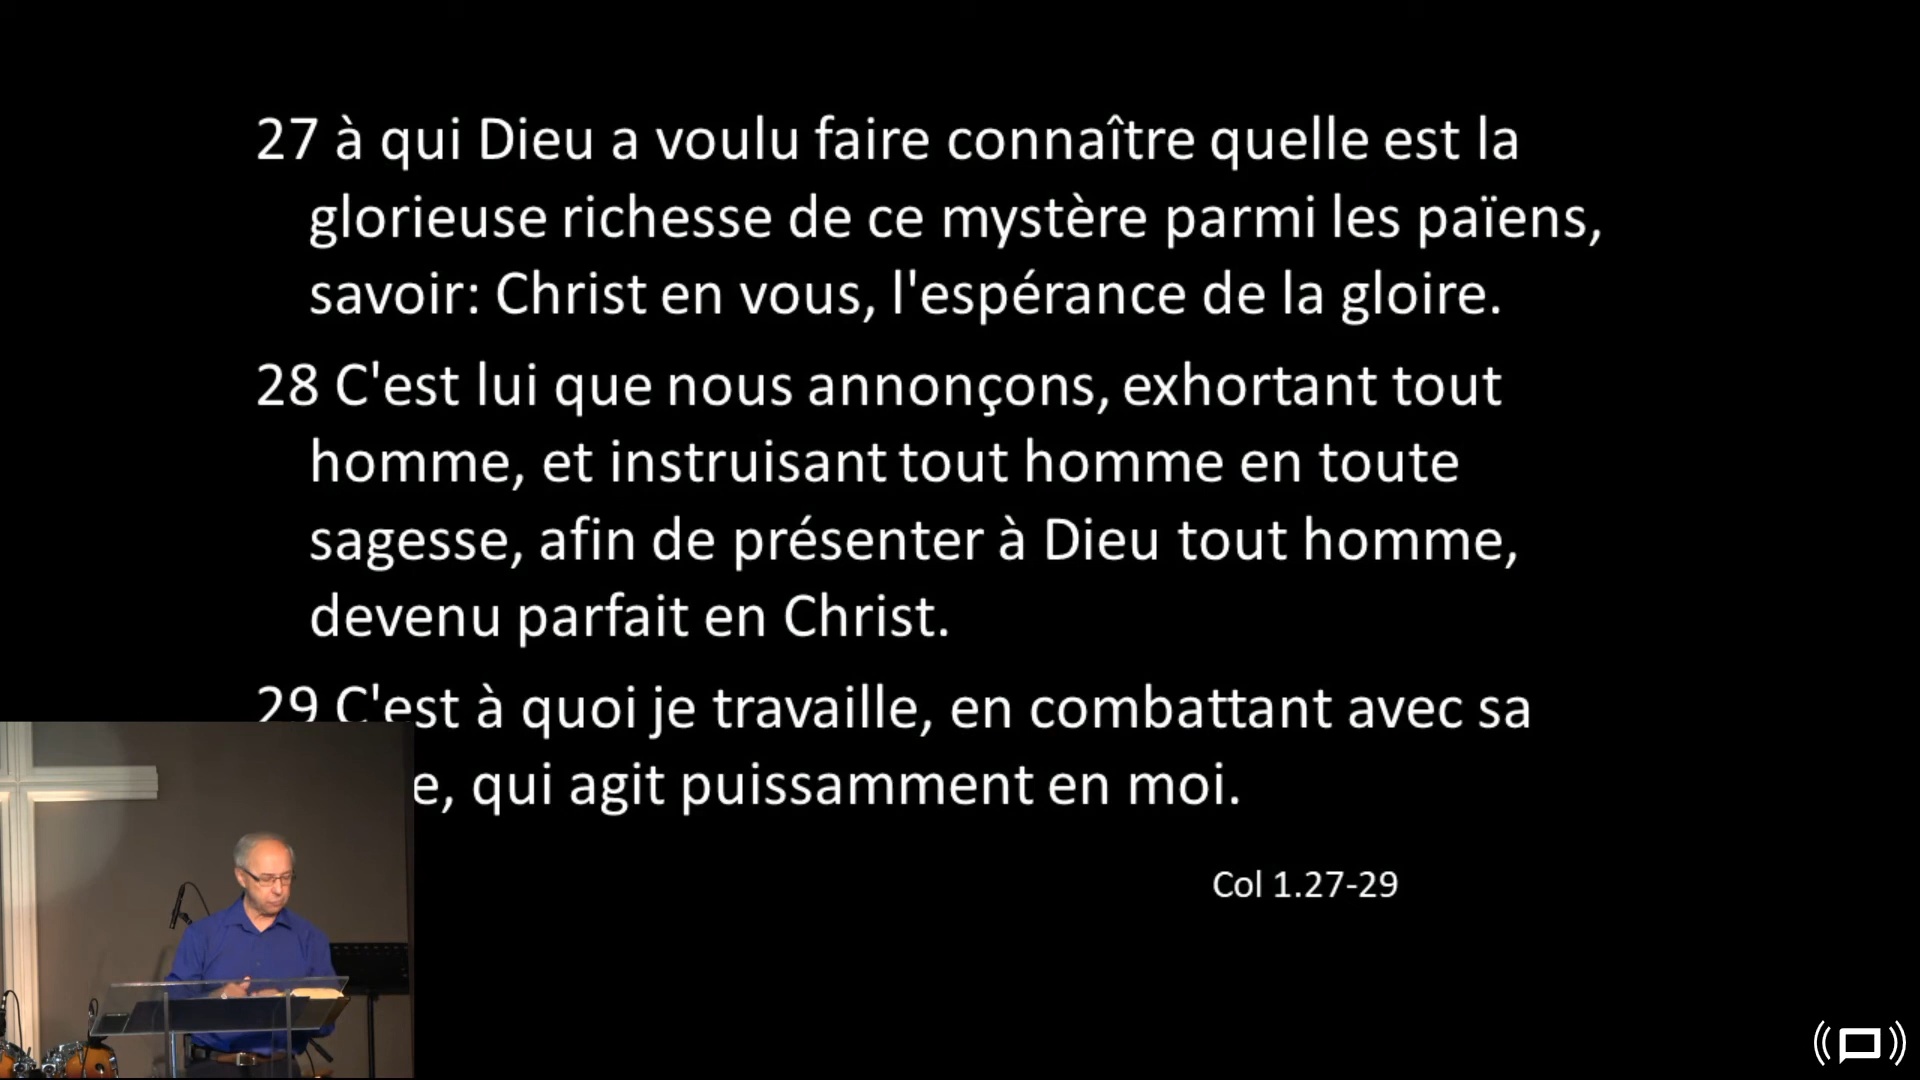 27 à qui Dieu a voulu faire connaître quelle est la
glorieuse richesse de ce mystère parmi les païens,
savoir: Christ en vous, l'espérance de la gloire.
28 C'est lui que nous annonçons, exhortant tout
homme, et instruisant tout homme en toute
sagesse, afin de présenter à Dieu tout homme,
devenu parfait en Christ.
29 C'est à quoi je travaille, en combattant avec sa
qui agit puissamment en moi.
Col 1.27-29